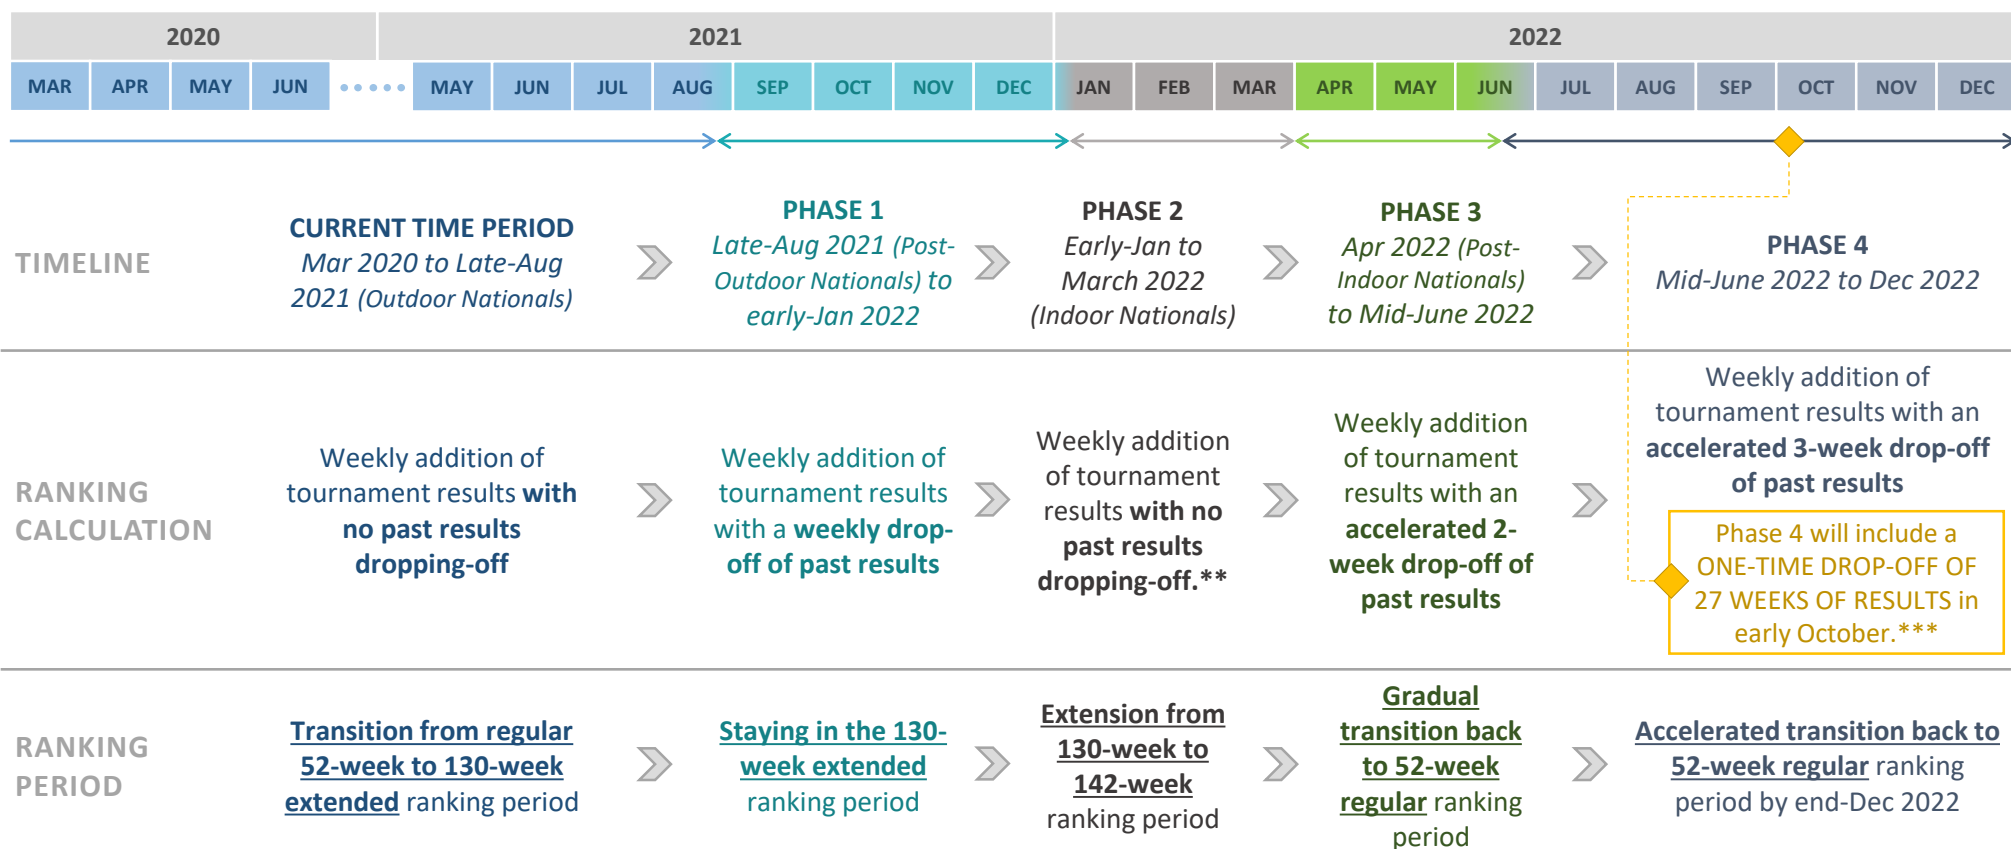 2020 2021 2022
MAR APR MAY JUN ••••• MAY JUN JUL AUG SEP OCT NOV DEC JAN FEB MAR APR MAY JUN JUL AUG SEP OCT NOV DEC
TIMELINE
CURRENT TIME PERIOD
Mar 2020 to Late-Aug
2021 (Outdoor Nationals)
PHASE 1
Late-Aug 2021 (Post-
Outdoor Nationals) to
early-Jan 2022
PHASE 2
Early-Jan to
March 2022
(Indoor Nationals)
PHASE 3
Apr 2022 (Post-
Indoor Nationals)
to Mid-June 2022
PHASE 4
Mid-June 2022 to Dec 2022
RANKING
CALCULATION
Weekly addition of
tournament results with
no past results
dropping-off
Weekly addition of
tournament results
with a weekly drop-
off of past results
Weekly addition
of tournament
results with no
past results
dropping-off.**
Weekly addition
of tournament
results with an
accelerated 2-
week drop-off of
past results
Weekly addition of
tournament results with an
accelerated 3-week drop-off
of past results
Phase 4 will include a
ONE-TIME DROP-OFF OF
27 WEEKS OF RESULTS in
early October.***
RANKING
PERIOD
Transition from regular
52-week to 130-week
extended ranking period
Staying in the 130-
week extended
ranking period
Extension from
130-week to
142-week
ranking period
Gradual
transition back
to 52-week
regular ranking
period
Accelerated transition back to
52-week regular ranking
period by end-Dec 2022